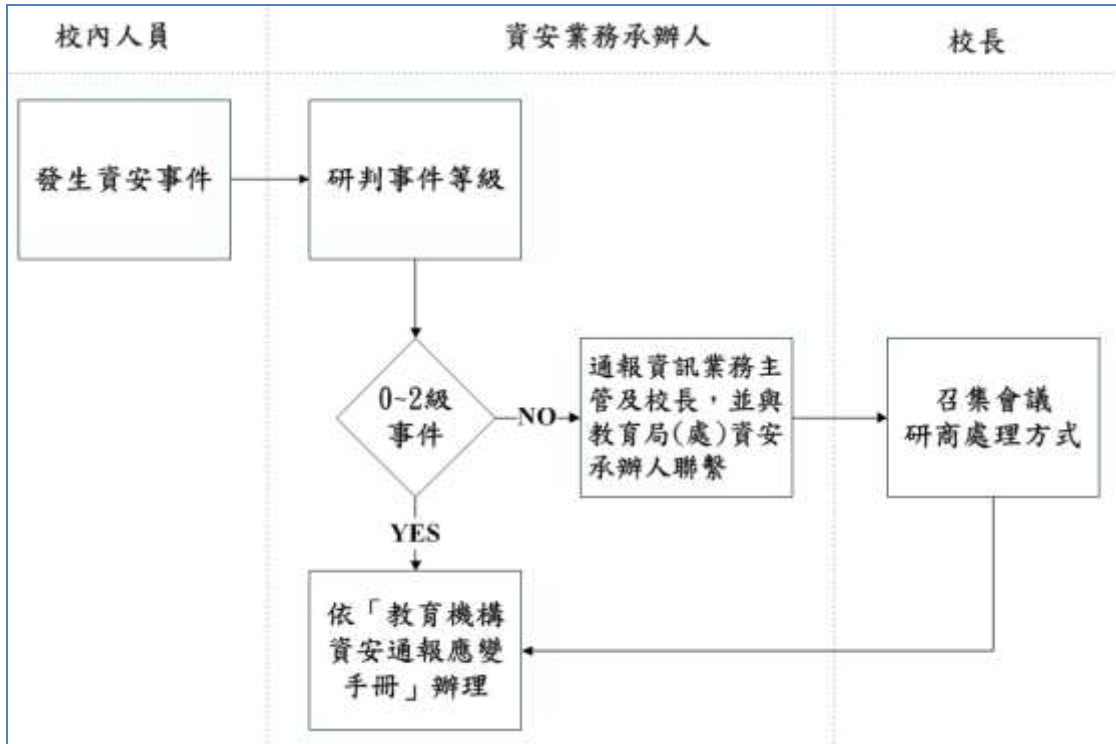 校內人員
資安業務承辦人
校長
發生資安事件
研判事件等級
0~2級
事件
NO
通報資訊業務主
管及校長，並與
教育局(處)資安
承辦人聯繫
召集會議
研商處理方式
YES
依「教育機構
資安通報應變
手冊」辦理